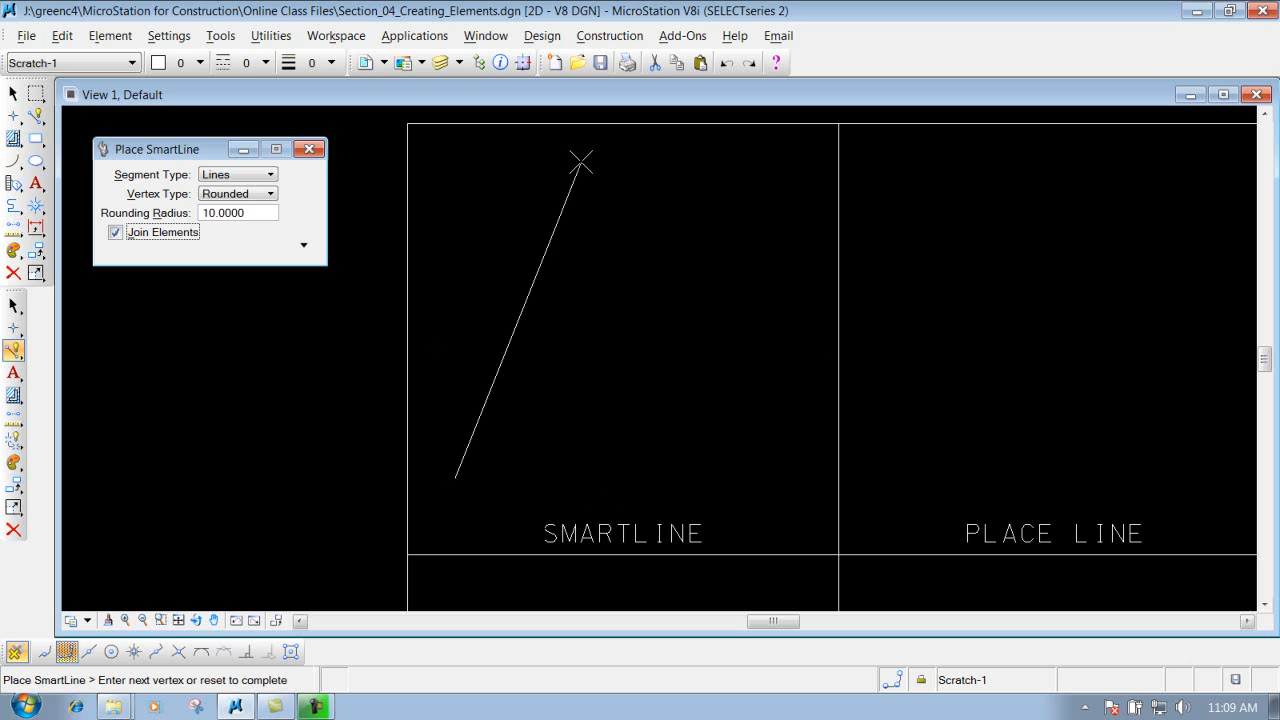 J:\greenc4\MicroStation for Construction\Online Class Files\Section_04_Creating_Elements.dgn [2D - V8 DGN] - MicroStation V8i (SELECTseries 2)
File Edit Element Settings Tools Utilities Workspace Applications Window Design Construction Add-Ons Help Email
Scratch-1 0 0 0
View 1, Default
Place SmartLine
Segment Type: Lines
Vertex Type: Rounded
Rounding Radius: 10.0000
Join Elements
SMARTLINE PLACE LINE
Place SmartLine > Enter next vertex or reset to complete Scratch-1
11:09 AM